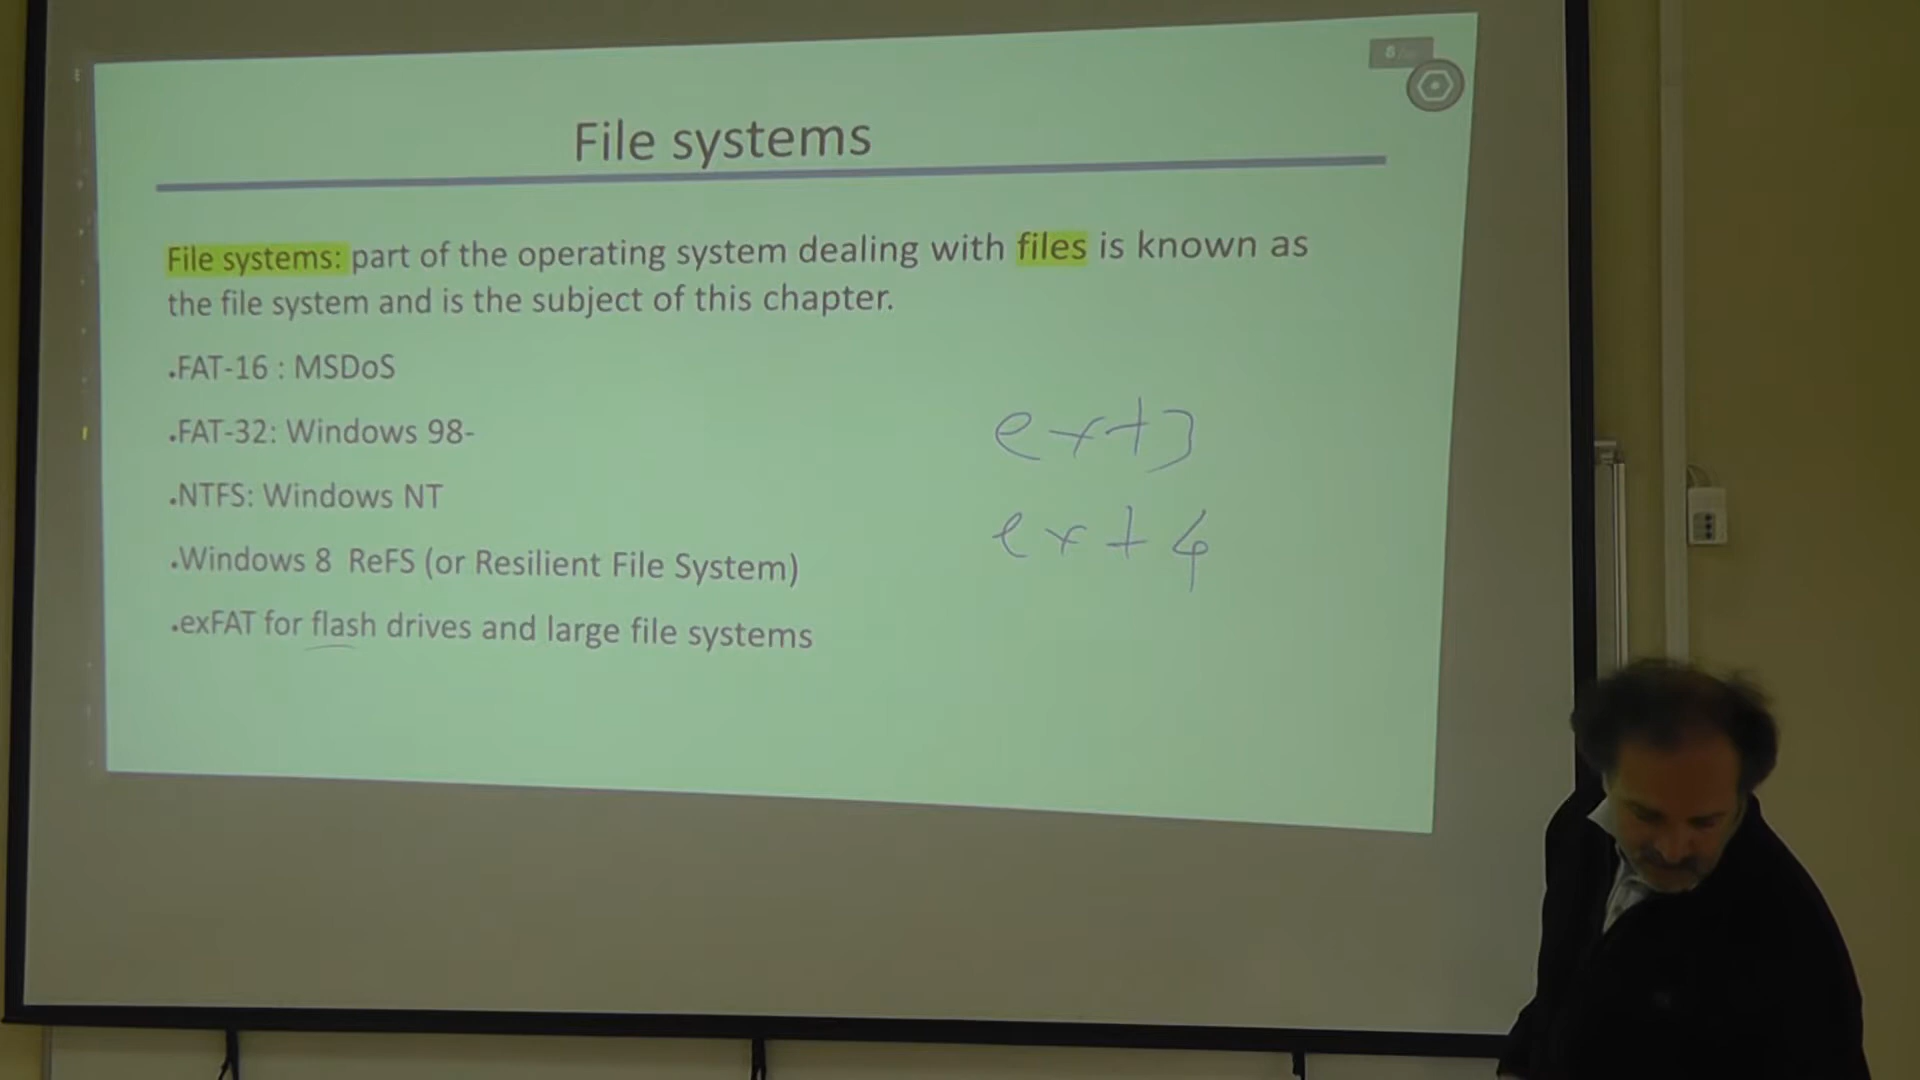 8
File systems
File systems: part of the operating system dealing with files is known as
the file system and is the subject of this chapter.
.FAT-16 : MSDoS
.FAT-32: Windows 98-
.NTFS: Windows NT
.Windows 8 ReFS (or Resilient File System)
.exFAT for flash drives and large file systems
ext3
ext4